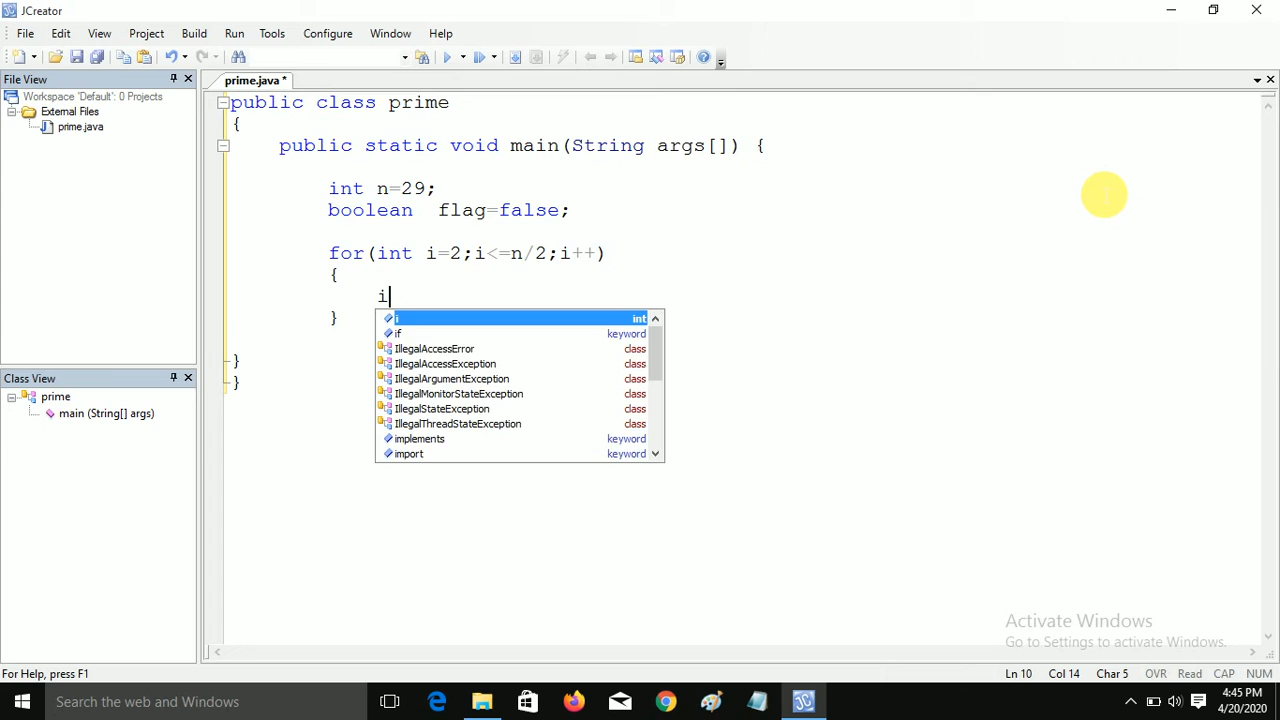 JCreator
File Edit View Project Build Run Tools Configure Window Help
File View
Workspace 'Default': 0 Projects
External Files
prime.java
Class View
prime
main (String[] args)
prime.java *
public class prime
{
public static void main(String args[]) {
int n=29;
boolean flag=false;
for(int i=2;i<=n/2;i++)
{
i
}
}
}
i int
if keyword
IllegalAccessError class
IllegalAccessException class
IllegalArgumentException class
IllegalMonitorStateException class
IllegalStateException class
IllegalThreadStateException class
implements keyword
import keyword
Activate Windows
Go to Settings to activate Windows.
For Help, press F1
Ln 10 Col 14 Char 5 OVR Read CAP NUM
Search the web and Windows
4:45 PM
4/20/2020